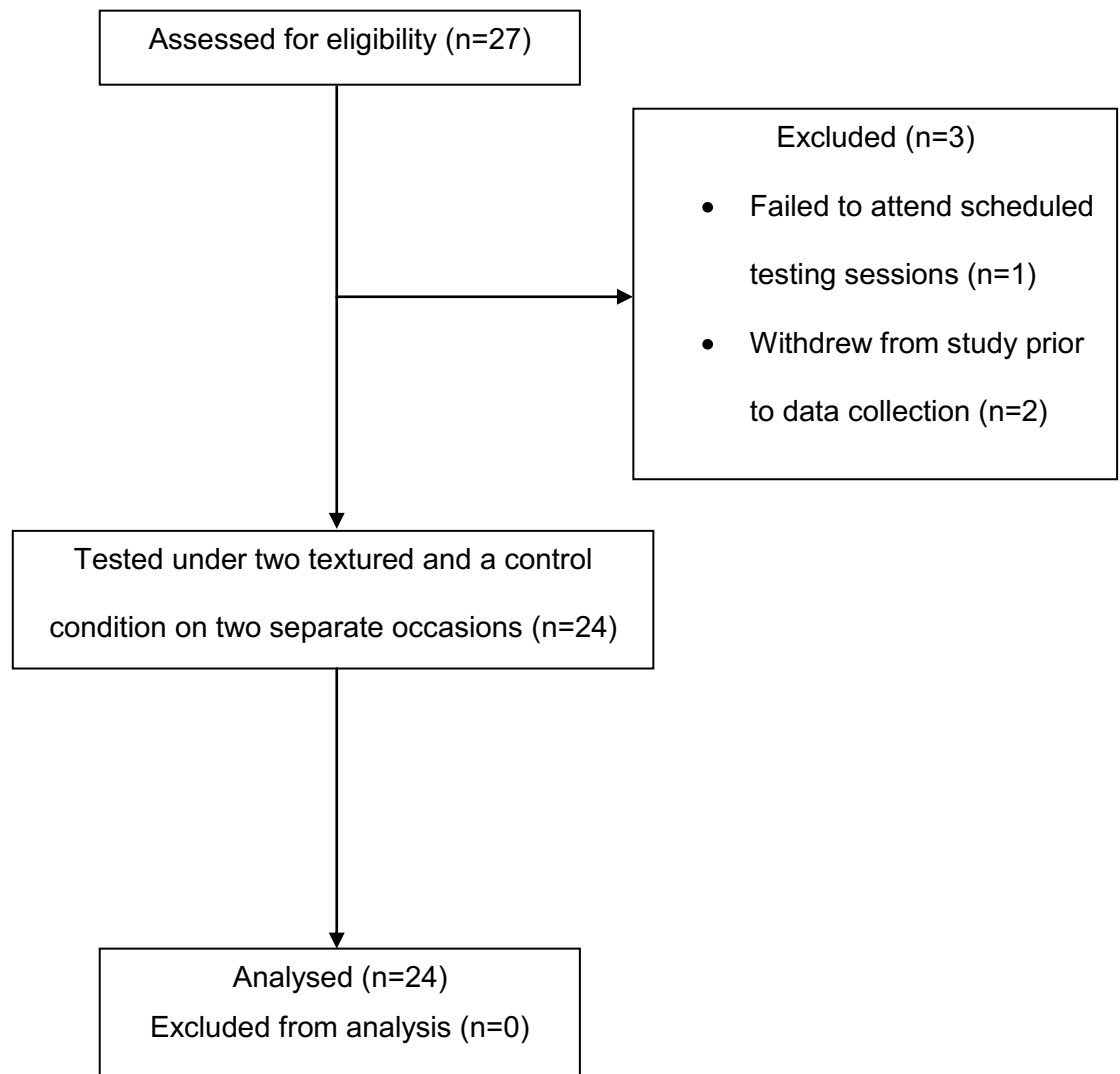 Assessed for eligibility (n=27)
Excluded (n=3)
• Failed to attend scheduled
testing sessions (n=1)
• Withdrew from study prior
to data collection (n=2)
Tested under two textured and a control
condition on two separate occasions (n=24)
Analysed (n=24)
Excluded from analysis (n=0)